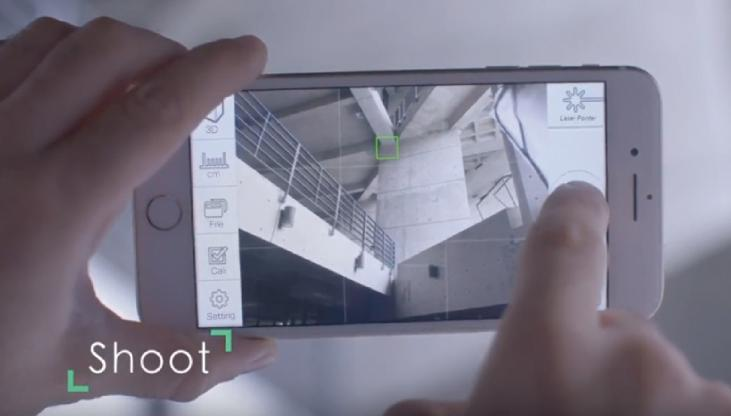 3D
cm
File
Cali
Setting
Laser Pointer
Shoot